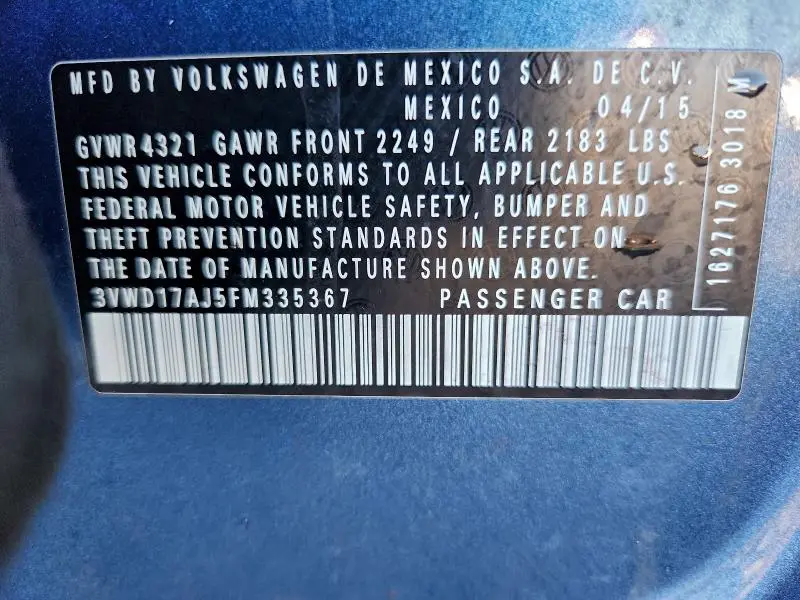 MFD BY VOLKSWAGEN DE MEXICO S.A. DE C.V.
MEXICO 04/15
GVWR4321 GAWR FRONT 2249 / REAR 2183 LBS
THIS VEHICLE CONFORMS TO ALL APPLICABLE U.S.
FEDERAL MOTOR VEHICLE SAFETY, BUMPER AND
THEFT PREVENTION STANDARDS IN EFFECT ON
THE DATE OF MANUFACTURE SHOWN ABOVE.
3VWD17AJ5FM335367 PASSENGER CAR
16271176 3018 M